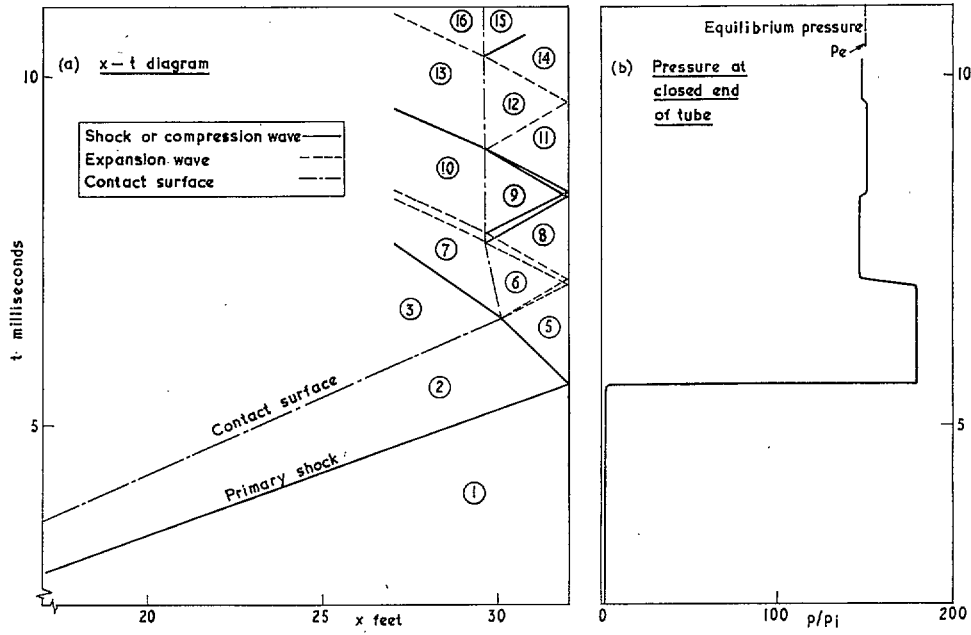 (a) x-t diagram
Shock or compression wave
Expansion wave
Contact surface
Contact surface
Primary shock
16
15
14
13
12
11
10
9
8
7
6
5
3
2
1
10
5
t milliseconds
20
25
30
x feet
(b) Pressure at
closed end
of tube
Equilibrium pressure
Pe
10
5
0
100
200
P/Pi